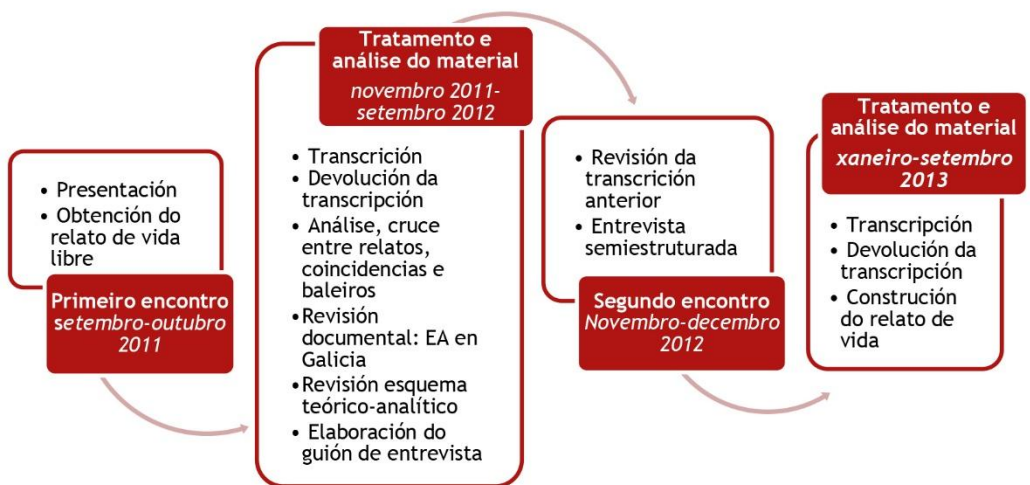 • Presentación
• Obtención do
relato de vida
libre
Primeiro encontro
setembro-outubro
2011
Tratamento e
análise do material
novembro 2011-
setembro 2012
• Transcrición
• Devolución da
transcripción
• Análise, cruce
entre relatos,
coincidencias e
baleiros
•Revisión
documental: EA en
Galicia
•Revisión esquema
teórico-analítico
• Elaboración do
guión de entrevista
• Revisión da
transcrición
anterior
• Entrevista
semiestruturada
Segundo encontro
Novembro-decembro
2012
Tratamento e
análise do material
xaneiro-setembro
2013
• Transcripción
• Devolución da
transcripción
• Construción
do relato de
vida